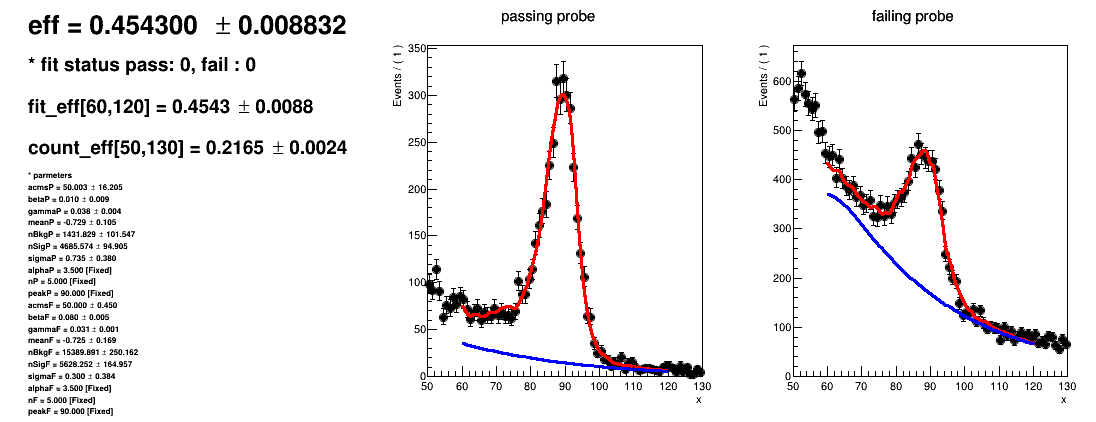 eff = 0.454300 ± 0.008832
* fit status pass: 0, fail : 0
fit_eff[60,120] = 0.4543 ± 0.0088
count_eff[50,130] = 0.2165 ± 0.0024
* parmeters
acmsP = 50.003 ± 16.205
betaP = 0.010 ± 0.009
gammaP = 0.038 ± 0.004
meanP = -0.729 ± 0.105
nBkgP = 1431.829 ± 101.547
nSigP = 4685.574 ± 94.905
sigmaP = 0.735 ± 0.380
alphaP = 3.500 [Fixed]
nP = 5.000 [Fixed]
peakP = 90.000 [Fixed]
acmsF = 50.000 ± 0.450
betaF = 0.080 ± 0.005
gammaF = 0.031 ± 0.001
meanF = -0.725 ± 0.169
nBkgF = 15389.891 ± 250.162
nSigF = 5628.252 ± 164.957
sigmaF = 0.300 ± 0.384
alphaF = 3.500 [Fixed]
nF = 5.000 [Fixed]
peakF = 90.000 [Fixed]
passing probe
Events / ( 1 )
350
300
250
200
150
100
50
0
50 60 70 80 90 100 110 120 130
x
failing probe
Events / ( 1 )
600
500
400
300
200
100
0
50 60 70 80 90 100 110 120 130
x